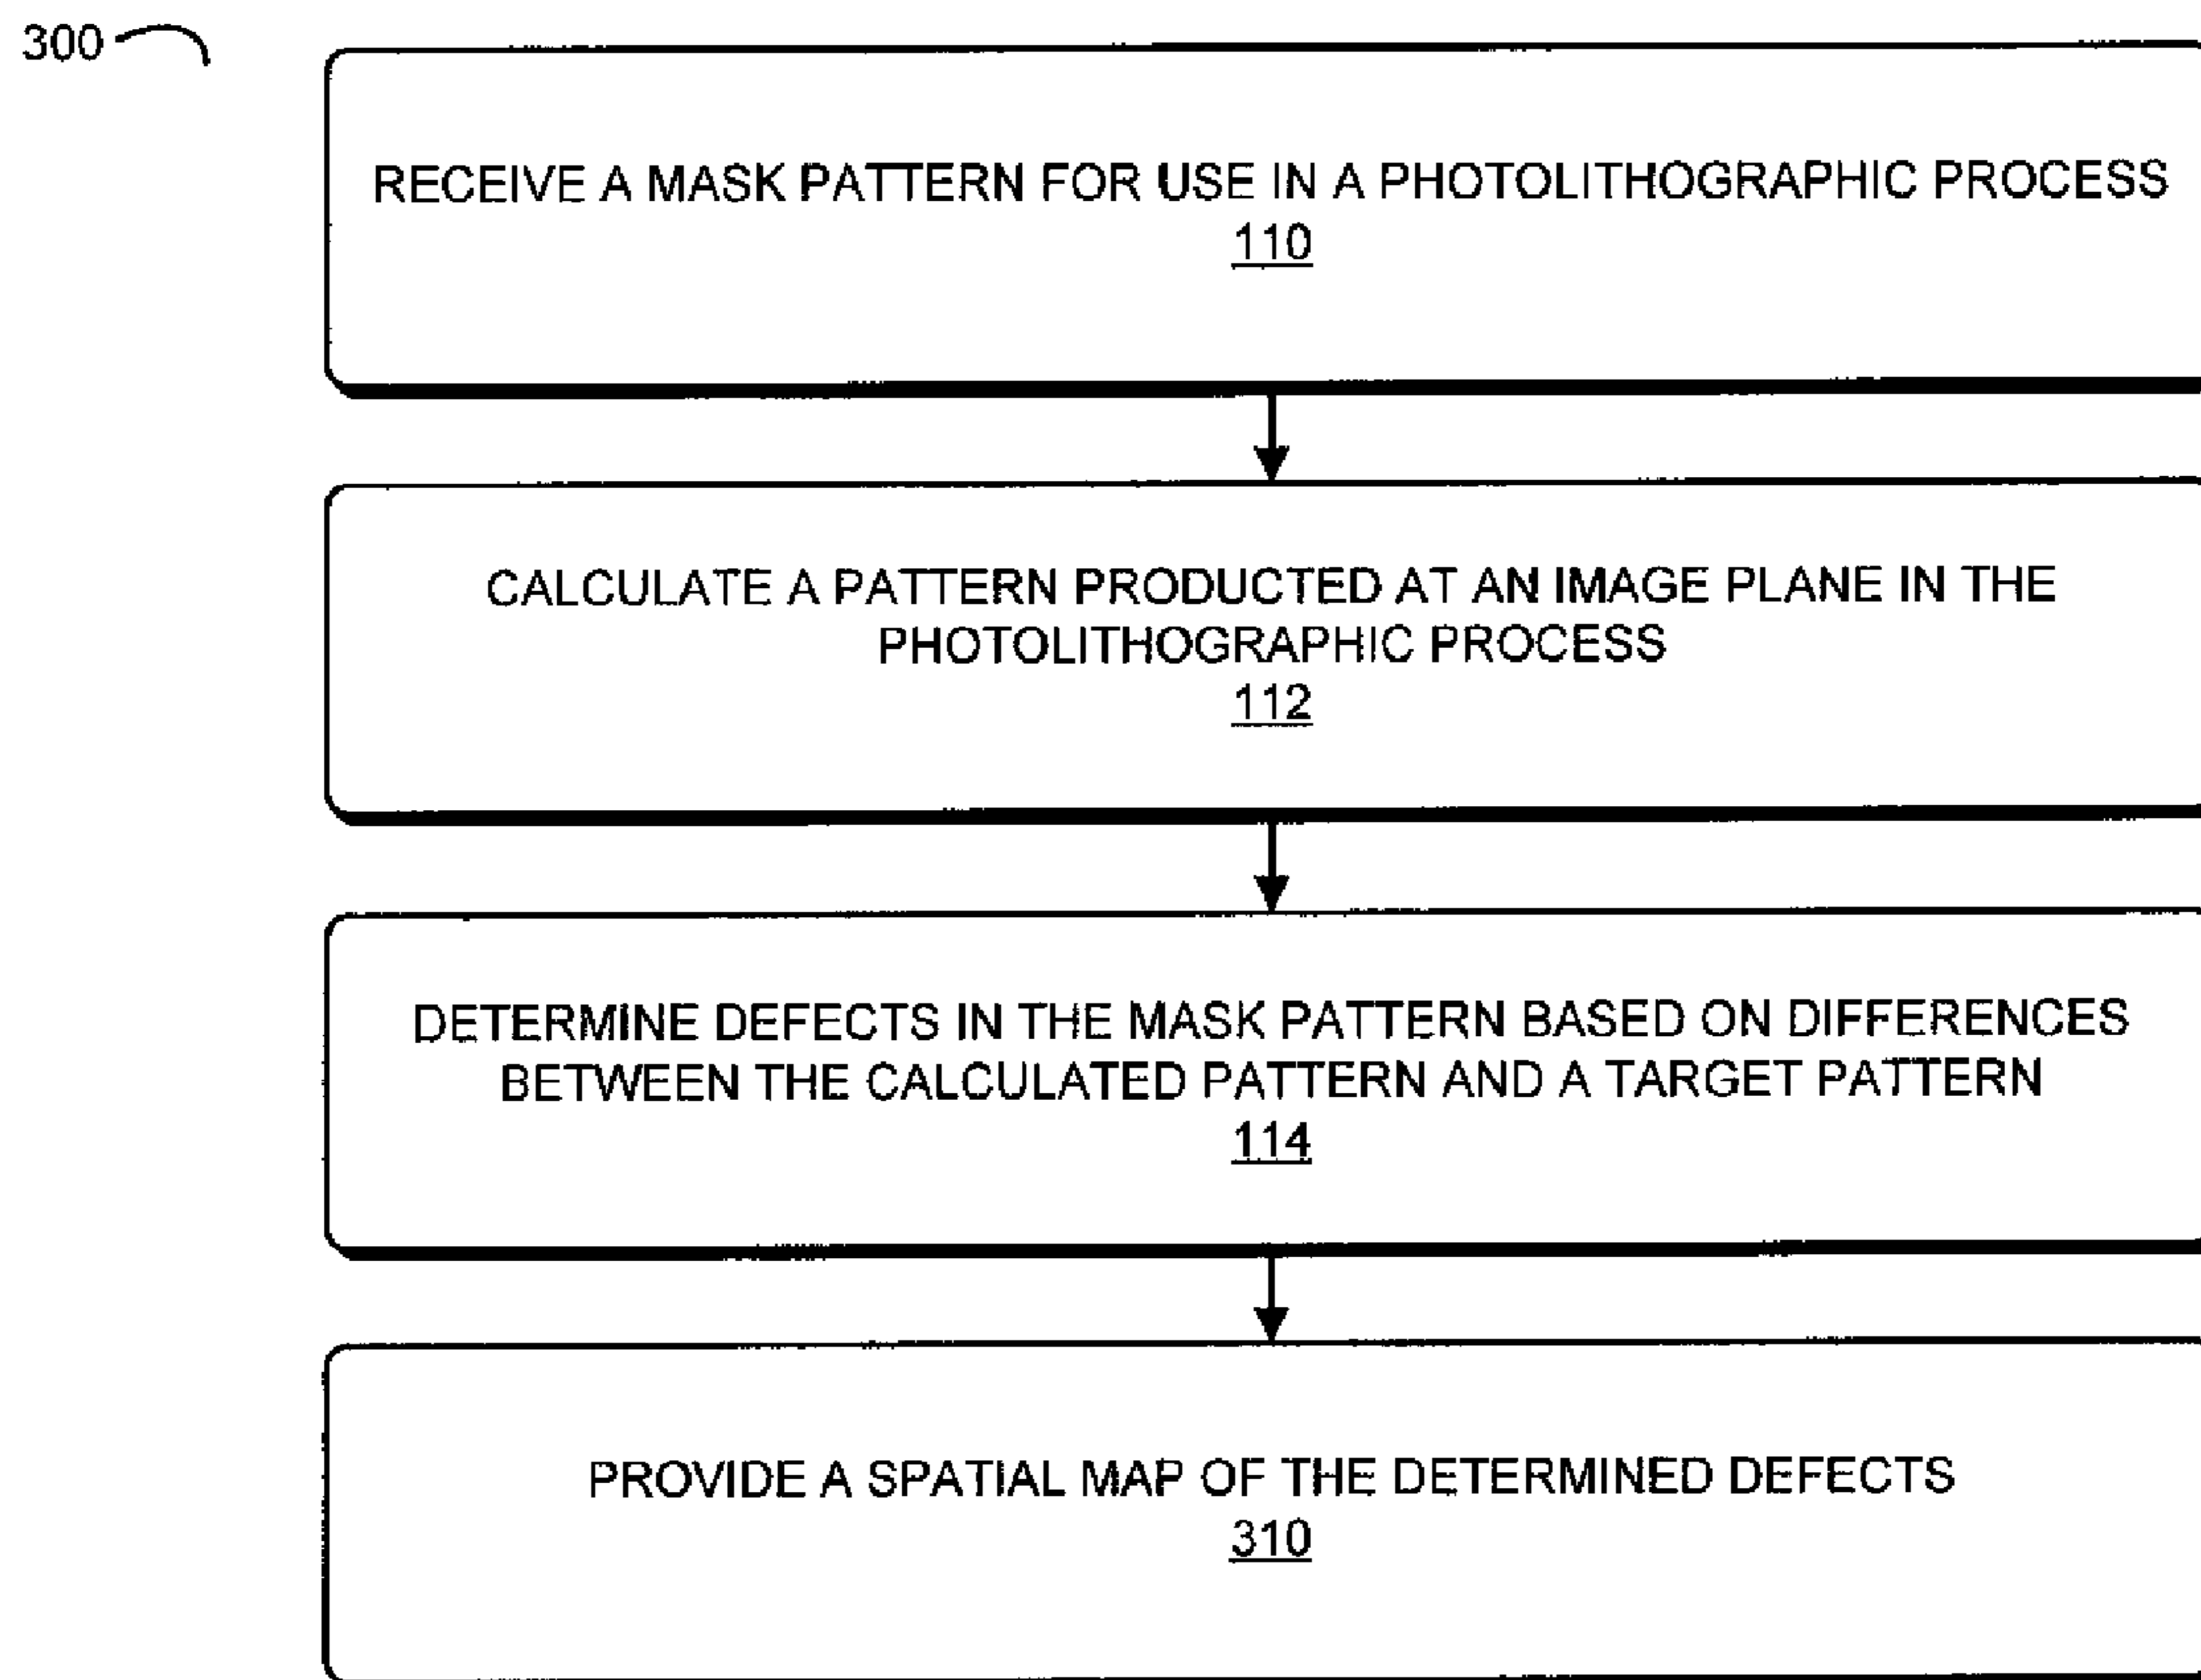 300
RECEIVE A MASK PATTERN FOR USE IN A PHOTOLITHOGRAPHIC PROCESS
110
CALCULATE A PATTERN PRODUCTED AT AN IMAGE PLANE IN THE
PHOTOLITHOGRAPHIC PROCESS
112
DETERMINE DEFECTS IN THE MASK PATTERN BASED ON DIFFERENCES
BETWEEN THE CALCULATED PATTERN AND A TARGET PATTERN
114
PROVIDE A SPATIAL MAP OF THE DETERMINED DEFECTS
310